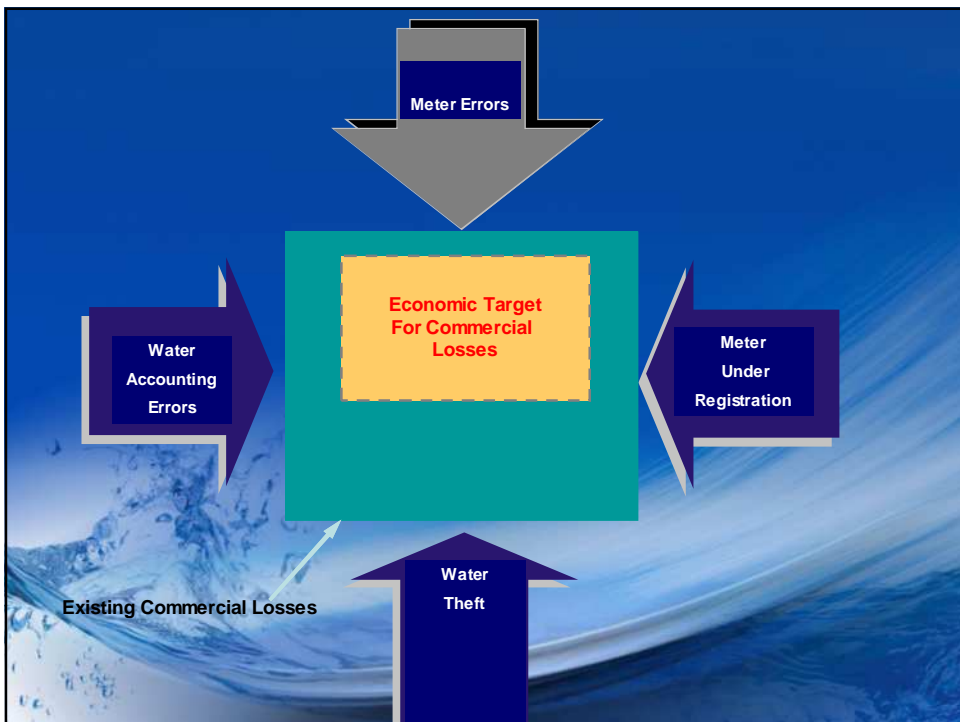 Meter Errors
Economic Target
For Commercial
Losses
Water
Accounting
Errors
Meter
Under
Registration
Water
Theft
Existing Commercial Losses